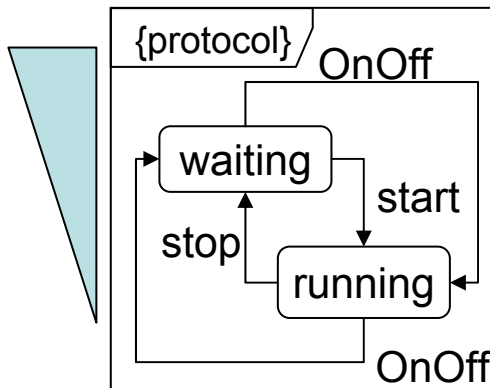 {protocol}
OnOff
waiting
start
stop
running
OnOff